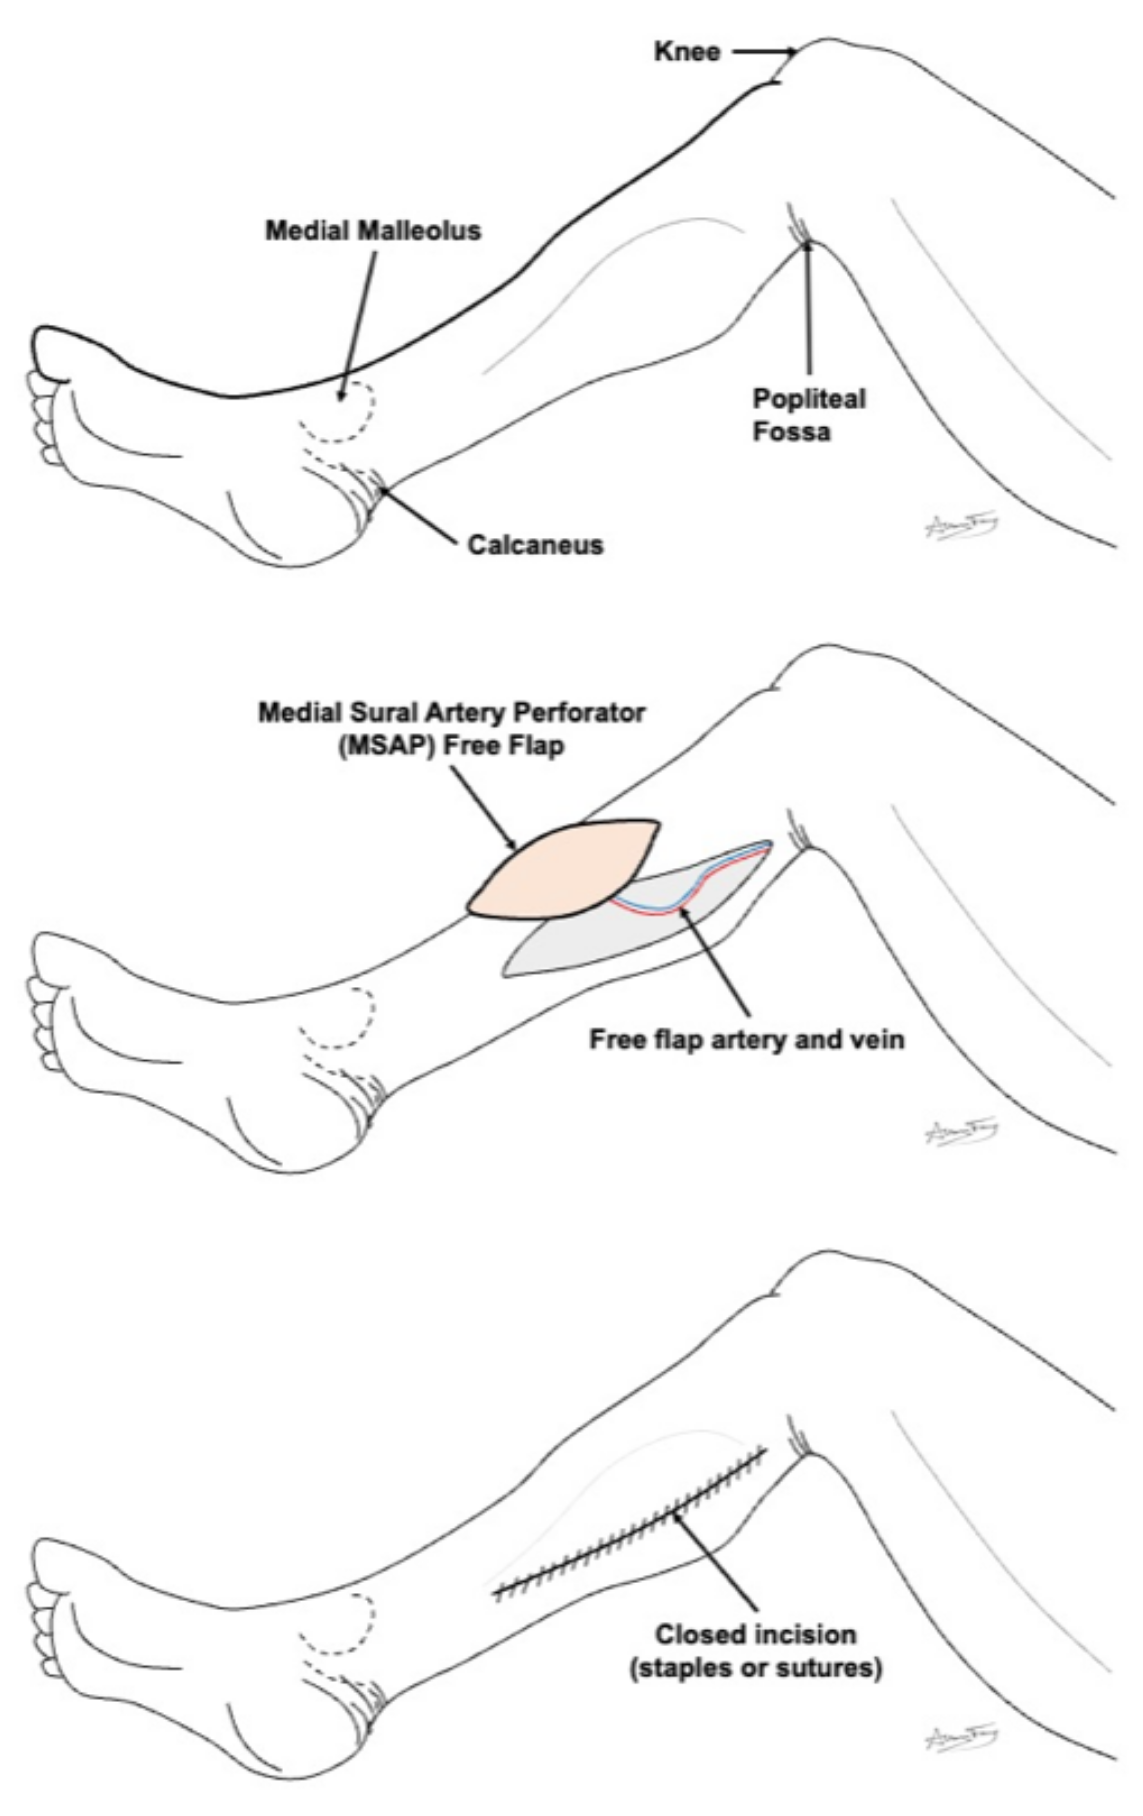 Knee
Medial Malleolus
Popliteal
Fossa
Calcaneus
Medial Sural Artery Perforator
(MSAP) Free Flap
Free flap artery and vein
Closed incision
(staples or sutures)